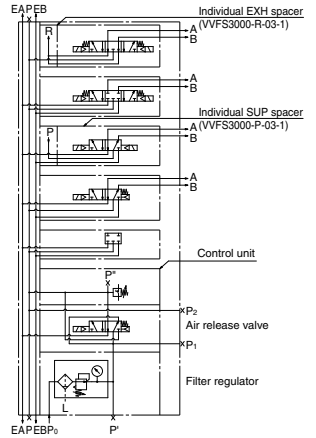 EAPEB
Individual EXH spacer
(VVFS3000-R-03-1)
R
A
B
A
B
Individual SUP spacer
(VVFS3000-P-03-1)
P
A
B
A
B
Control unit
P"
P2
Air release valve
P1
Filter regulator
L
EAPEBP0
P'